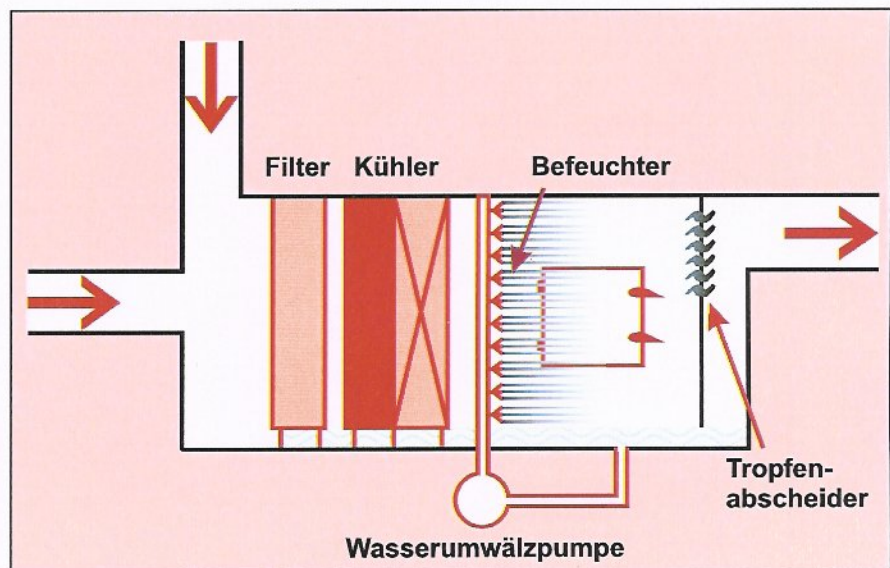 Filter
Kühler
Befeuchter
Tropfen-
abscheider
Wasserumwälzpumpe